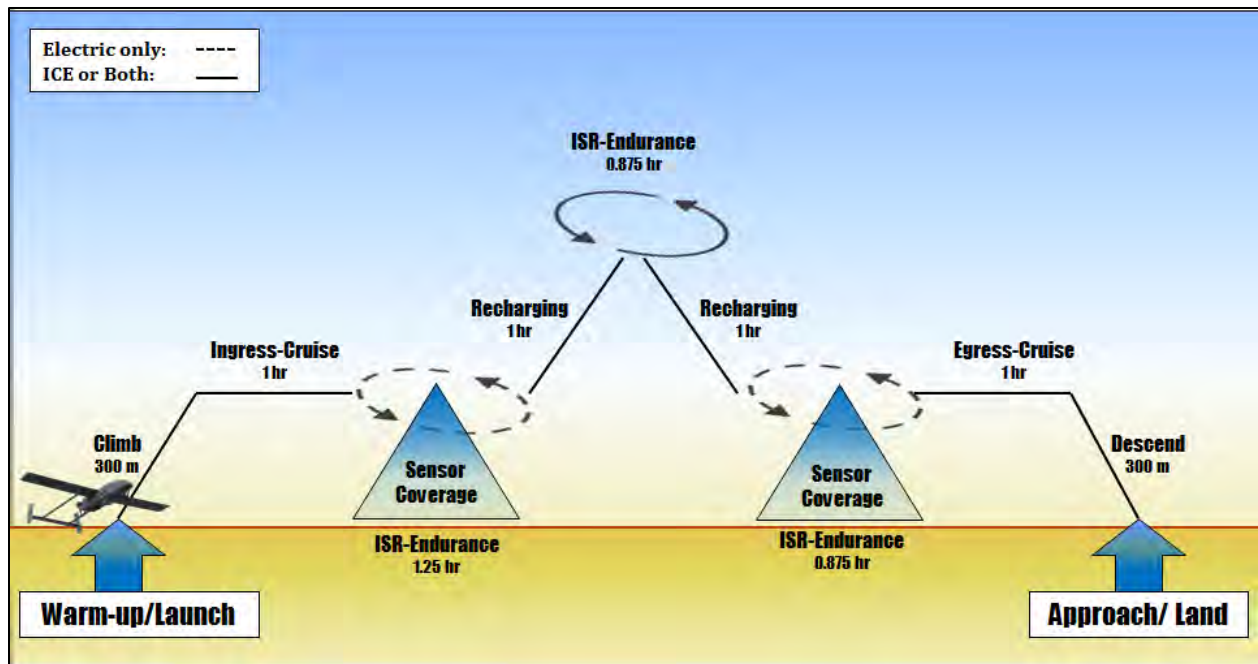 Electric only:
ICE or Both:
ISR-Endurance
0.875 hr
Recharging
1 hr
Recharging
1 hr
Ingress-Cruise
1 hr
Egress-Cruise
1 hr
Climb
300 m
Sensor
Coverage
Sensor
Coverage
Descend
300 m
ISR-Endurance
1.25 hr
ISR-Endurance
0.875 hr
Warm-up/Launch
Approach/ Land